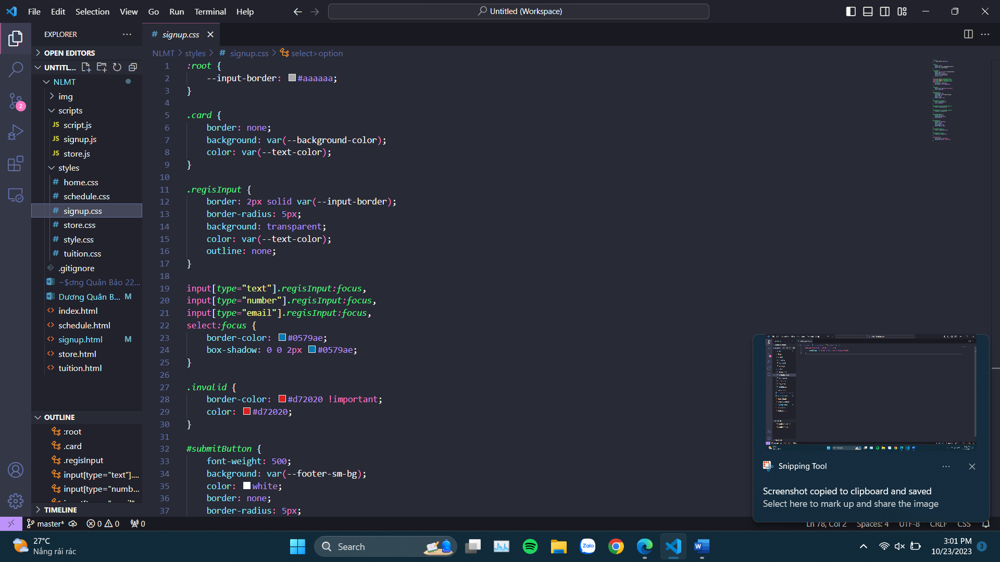 File Edit Selection View Go Run Terminal Help
Untitled (Workspace)
EXPLORER
OPEN EDITORS
UNTITL...
NLMT
img
scripts
JS script.js
JS signup.js
JS store.js
styles
# home.css
# schedule.css
# signup.css
# store.css
# style.css
# tuition.css
.gitignore
~$ơng Quân Bảo 22...
Dương Quân B... M
<> index.html
<> schedule.html
<> signup.html M
<> store.html
<> tuition.html
OUTLINE
:root
.card
.regisInput
input[type="text"]....
input[type="numb...
TIMELINE
2
# signup.css
NLMT > styles > # signup.css > select>option
1 :root {
2 --input-border: #aaaaaa;
3 }
4
5 .card {
6 border: none;
7 background: var(--background-color);
8 color: var(--text-color);
9 }
10
11 .regisInput {
12 border: 2px solid var(--input-border);
13 border-radius: 5px;
14 background: transparent;
15 color: var(--text-color);
16 outline: none;
17 }
18
19 input[type="text"].regisInput:focus,
20 input[type="number"].regisInput:focus,
21 input[type="email"].regisInput:focus,
22 select:focus {
23 border-color: #0579ae;
24 box-shadow: 0 0 2px #0579ae;
25 }
26
27 .invalid {
28 border-color: #d72020 !important;
29 color: #d72020;
30 }
31
32 #submitButton {
33 font-weight: 500;
34 background: var(--footer-sm-bg);
35 color: white;
36 border: none;
37 border-radius: 5px;
Snipping Tool
Screenshot copied to clipboard and saved
Select here to mark up and share the image
master* 0 0 0
Ln 78, Col 2 Spaces: 4 UTF-8 CRLF CSS
27°C
Nắng rải rác
Search
Zalo
W
3:01 PM
10/23/2023
3